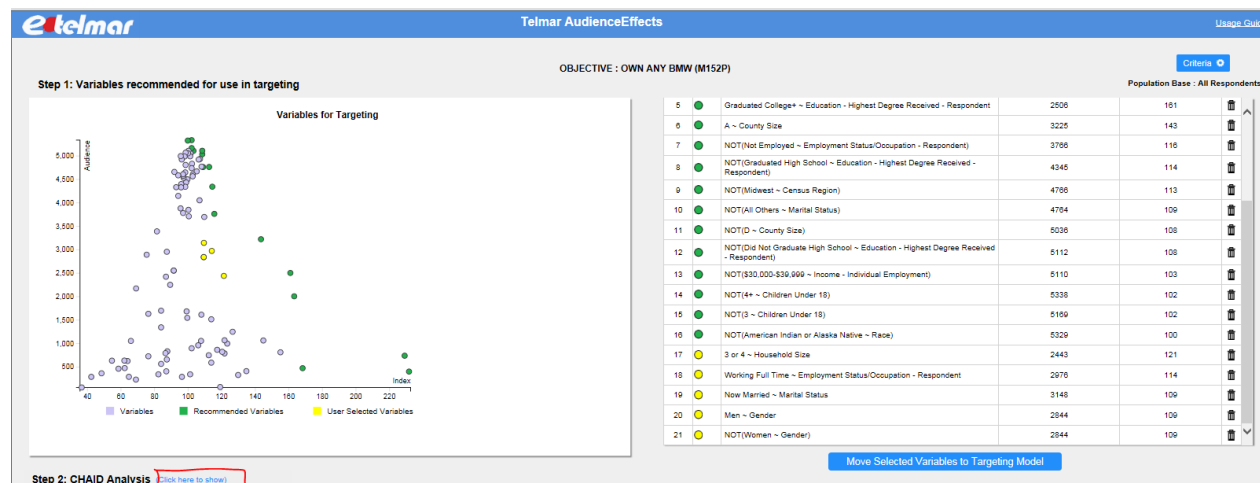 etelmar
Telmar AudienceEffects
Usage Guid
OBJECTIVE : OWN ANY BMW (M152P)
Criteria
Step 1: Variables recommended for use in targeting
Population Base : All Respondents
Variables for Targeting
Audience
5,000
4,500
4,000
3,500
3,000
2,500
2,000
1,500
1,000
500
Index
40 60 80 100 120 140 160 180 200 220
Variables Recommended Variables User Selected Variables
5 Graduated College+ ~ Education - Highest Degree Received - Respondent 2506 161
6 A ~ County Size 3225 143
7 NOT(Not Employed ~ Employment Status/Occupation - Respondent) 3766 116
8 NOT(Graduated High School ~ Education - Highest Degree Received - 4345 114
Respondent)
9 NOT(Midwest ~ Census Region) 4766 113
10 NOT(All Others ~ Marital Status) 4764 109
11 NOT(D ~ County Size) 5036 108
12 NOT(Did Not Graduate High School ~ Education - Highest Degree Received 5112 108
- Respondent)
13 NOT($30,000-$39,999 ~ Income - Individual Employment) 5110 103
14 NOT(4+ ~ Children Under 18) 5338 102
15 NOT(3 ~ Children Under 18) 5169 102
16 NOT(American Indian or Alaska Native ~ Race) 5329 100
17 3 or 4 ~ Household Size 2443 121
18 Working Full Time ~ Employment Status/Occupation - Respondent 2976 114
19 Now Married ~ Marital Status 3148 109
20 Men ~ Gender 2844 109
21 NOT(Women ~ Gender) 2844 109
Move Selected Variables to Targeting Model
Step 2: CHAID Analysis (Click here to show)